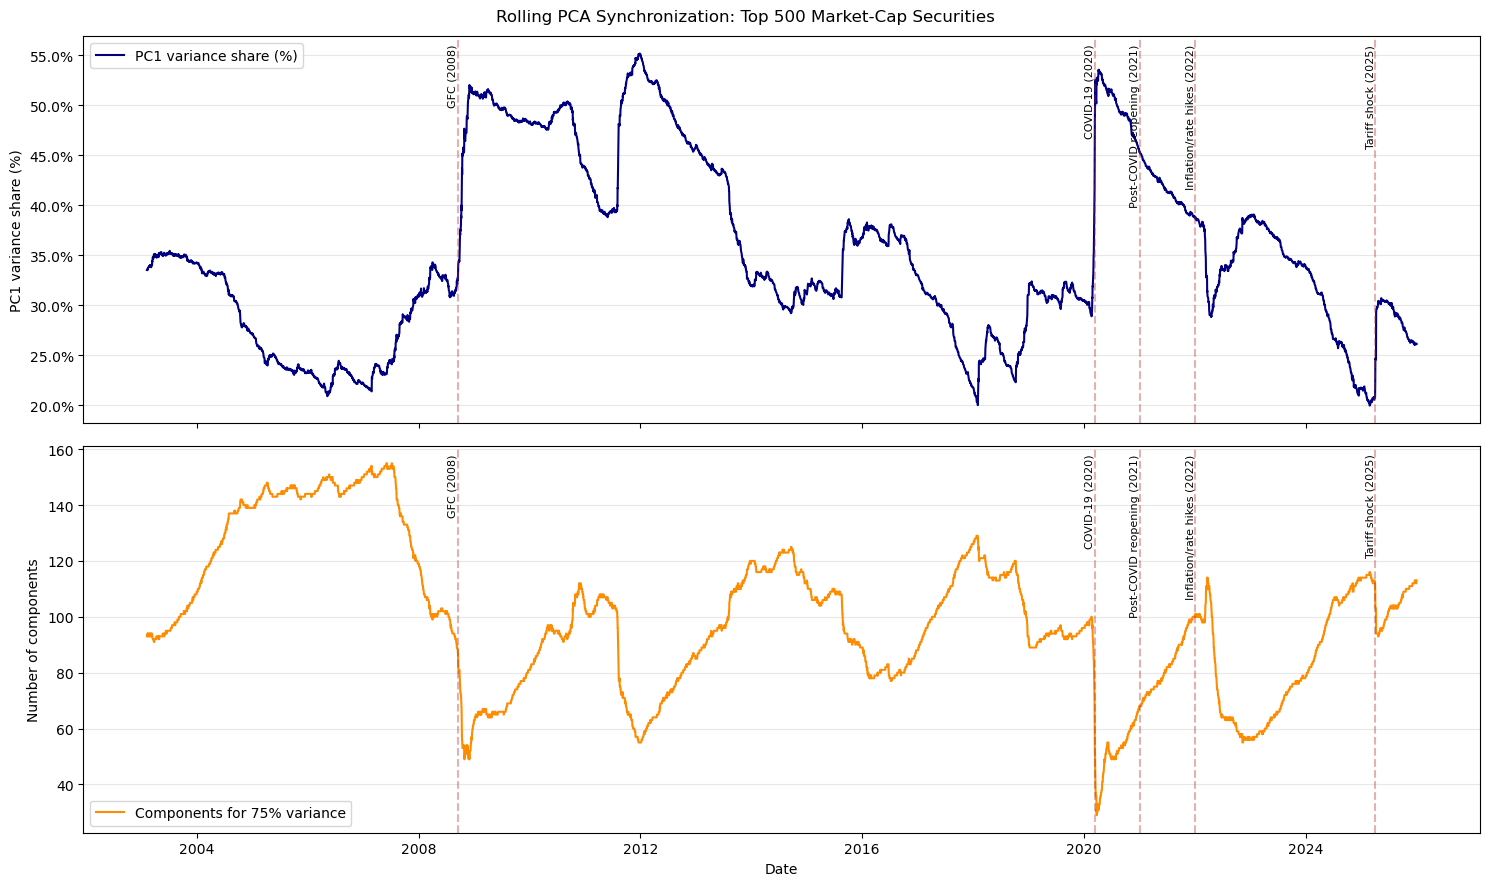 Rolling PCA Synchronization: Top 500 Market-Cap Securities
PC1 variance share (%)
PC1 variance share (%)
55.0%
50.0%
45.0%
40.0%
35.0%
30.0%
25.0%
20.0%
GFC (2008)
COVID-19 (2020)
Post-COVID reopening (2021)
Inflation/rate hikes (2022)
Tariff shock (2025)
Number of components
160
140
120
100
80
60
40
GFC (2008)
COVID-19 (2020)
Post-COVID reopening (2021)
Inflation/rate hikes (2022)
Tariff shock (2025)
Components for 75% variance
2004
2008
2012
2016
2020
2024
Date